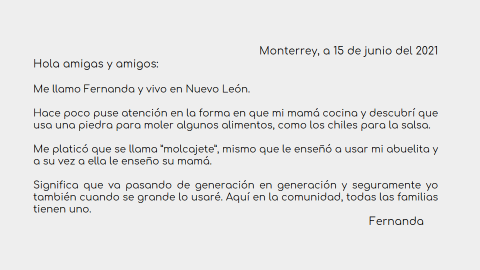 Monterrey, a 15 de junio del 2021
Hola amigas y amigos:
Me llamo Fernanda y vivo en Nuevo León.
Hace poco puse atención en la forma en que mi mamá cocina y descubrí que
usa una piedra para moler algunos alimentos, como los chiles para la salsa.
Me platicó que se llama "molcajete", mismo que le enseñó a usar mi abuelita y
a su vez a ella le enseño su mamá.
Significa que va pasando de generación en generación y seguramente yo
también cuando se grande lo usaré. Aquí en la comunidad, todas las familias
tienen uno.
Fernanda